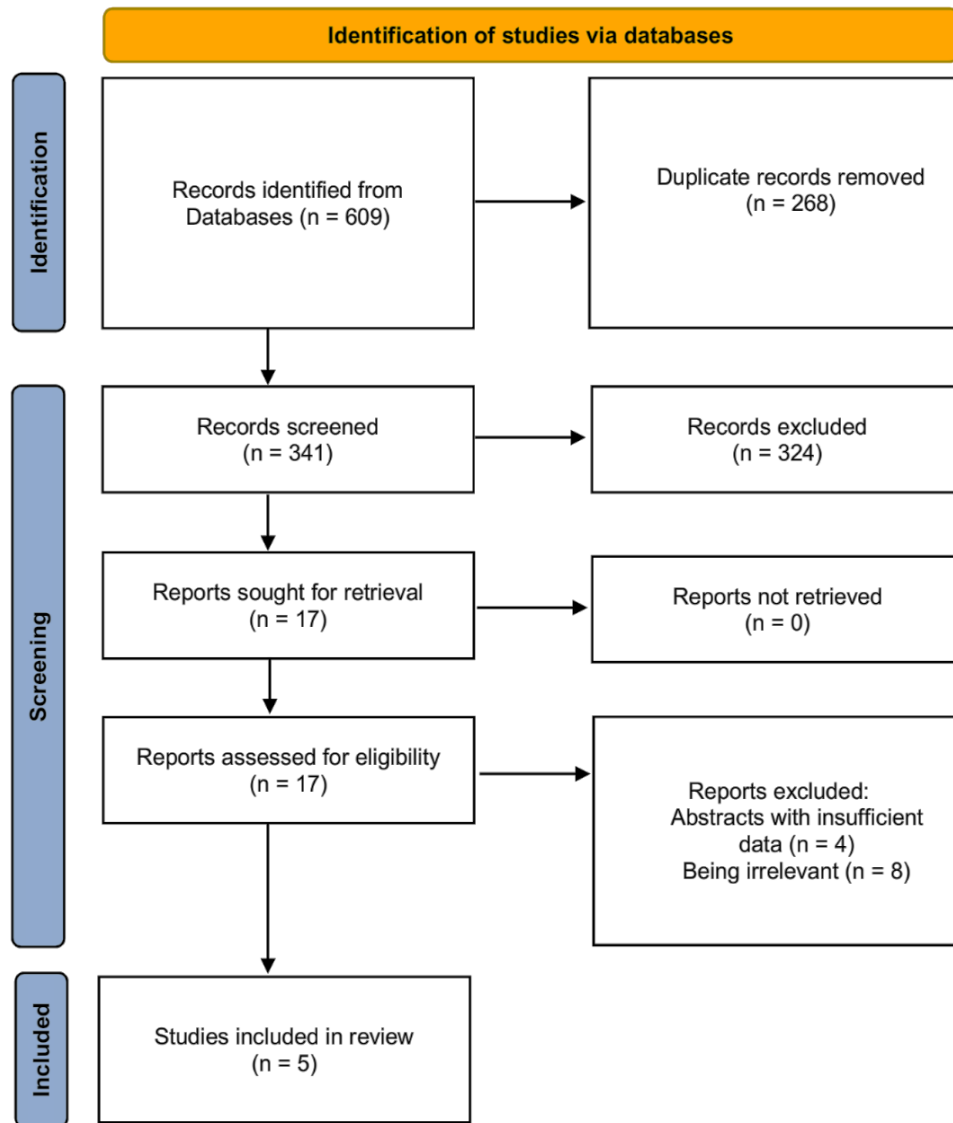 Identification of studies via databases
Identification
Records identified from
Databases (n = 609)
Duplicate records removed
(n = 268)
Screening
Records screened
(n = 341)
Records excluded
(n = 324)
Reports sought for retrieval
(n = 17)
Reports not retrieved
(n = 0)
Reports assessed for eligibility
(n = 17)
Reports excluded:
Abstracts with insufficient
data (n = 4)
Being irrelevant (n = 8)
Included
Studies included in review
(n = 5)